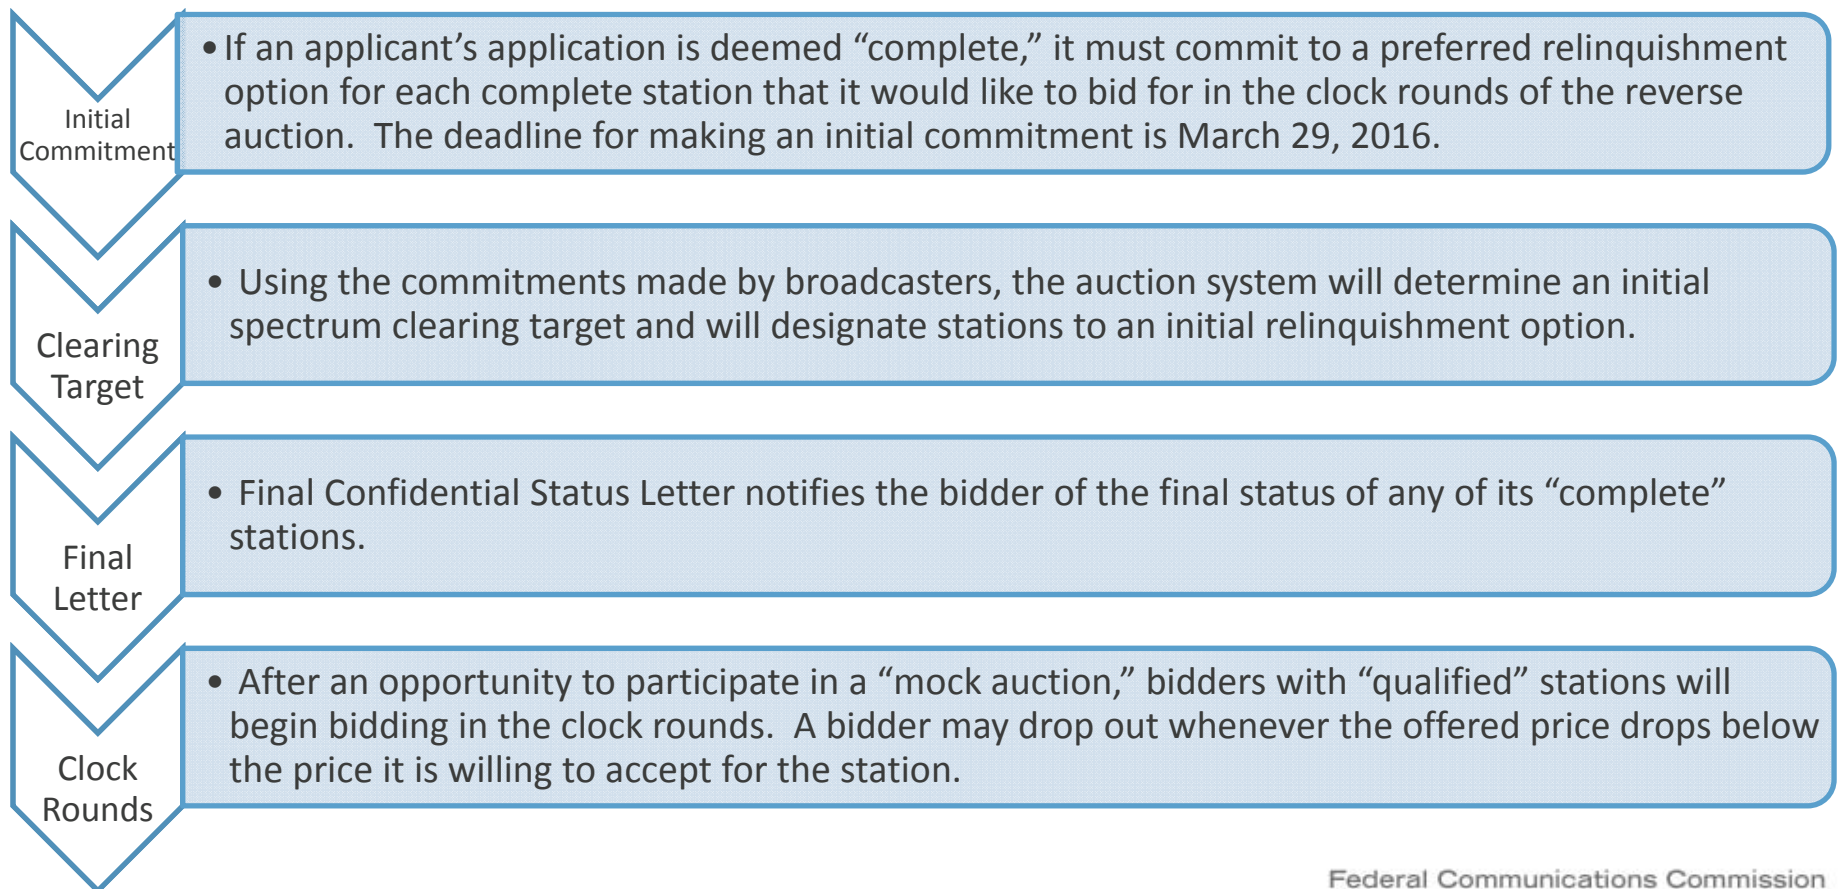 Initial
Commitment
•If an applicant’s application is deemed “complete,” it must commit to a preferred relinquishment
option for each complete station that it would like to bid for in the clock rounds of the reverse
auction.  The deadline for making an initial commitment is March 29, 2016.
Clearing
Target
• Using the commitments made by broadcasters, the auction system will determine an initial
spectrum clearing target and will designate stations to an initial relinquishment option.
Final
Letter
• Final Confidential Status Letter notifies the bidder of the final status of any of its “complete”
stations.
Clock
Rounds
• After an opportunity to participate in a “mock auction,” bidders with “qualified” stations will
begin bidding in the clock rounds.  A bidder may drop out whenever the offered price drops below
the price it is willing to accept for the station.
Federal Communications Commission